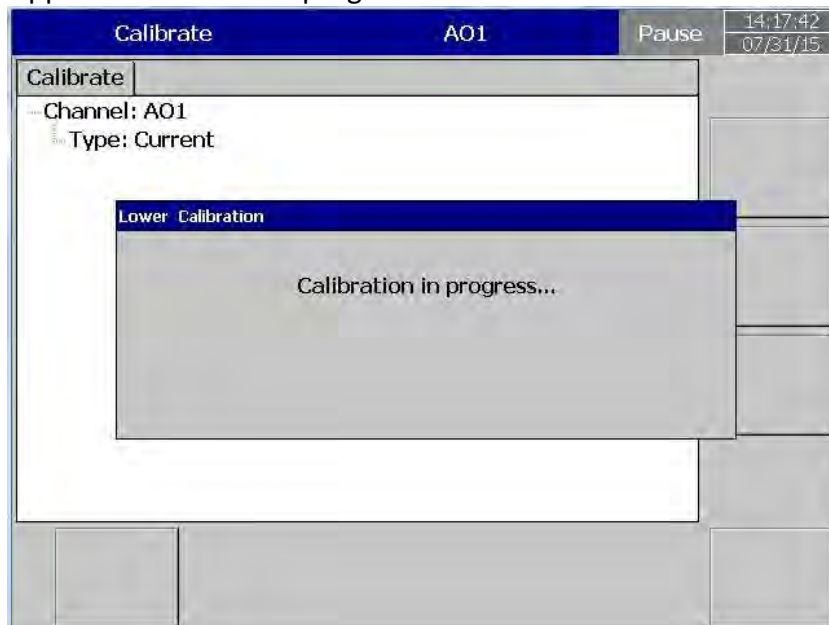 Calibrate AO1 Pause 14:17:42
07/31/15
Calibrate
Channel: AO1
Type: Current
Lower Calibration
Calibration in progress...